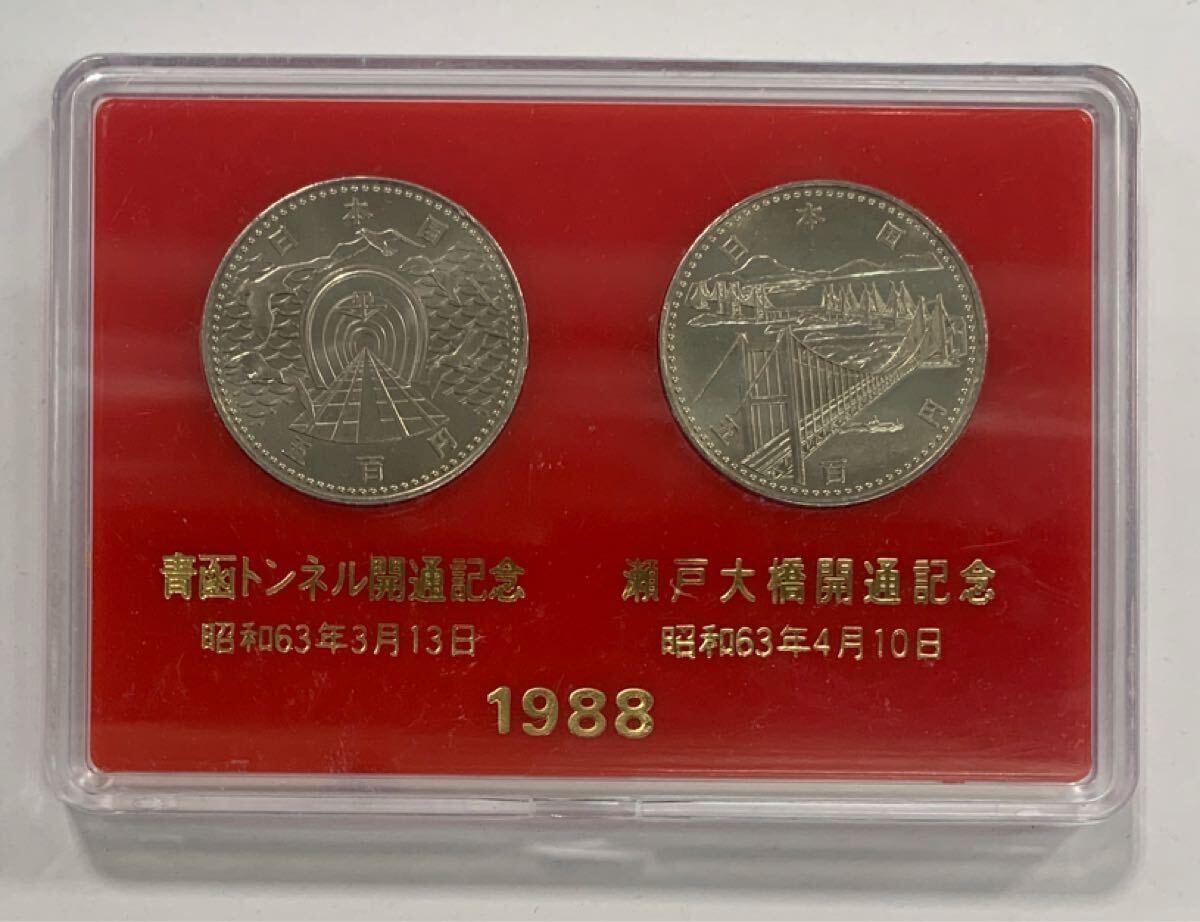 日本国
五百円
日本国
五百円
青函トンネル開通記念
昭和63年3月13日
瀬戸大橋開通記念
昭和63年4月10日
1988